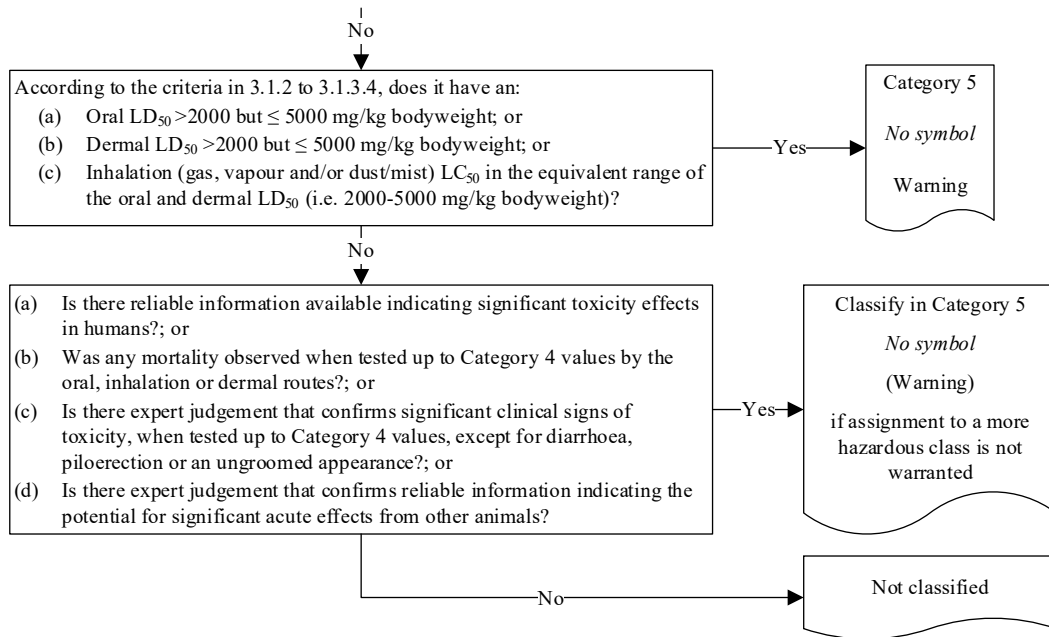 No
According to the criteria in 3.1.2 to 3.1.3.4, does it have an:
(a) Oral LD50 >2000 but ≤ 5000 mg/kg bodyweight; or
(b) Dermal LD50 >2000 but ≤ 5000 mg/kg bodyweight; or
(c) Inhalation (gas, vapour and/or dust/mist) LC50 in the equivalent range of
the oral and dermal LD50 (i.e. 2000-5000 mg/kg bodyweight)?
Yes
Category 5
No symbol
Warning
No
(a) Is there reliable information available indicating significant toxicity effects
in humans?; or
(b) Was any mortality observed when tested up to Category 4 values by the
oral, inhalation or dermal routes?; or
(c) Is there expert judgement that confirms significant clinical signs of
toxicity, when tested up to Category 4 values, except for diarrhoea,
piloerection or an ungroomed appearance?; or
(d) Is there expert judgement that confirms reliable information indicating the
potential for significant acute effects from other animals?
Yes
Classify in Category 5
No symbol
(Warning)
if assignment to a more
hazardous class is not
warranted
No
Not classified